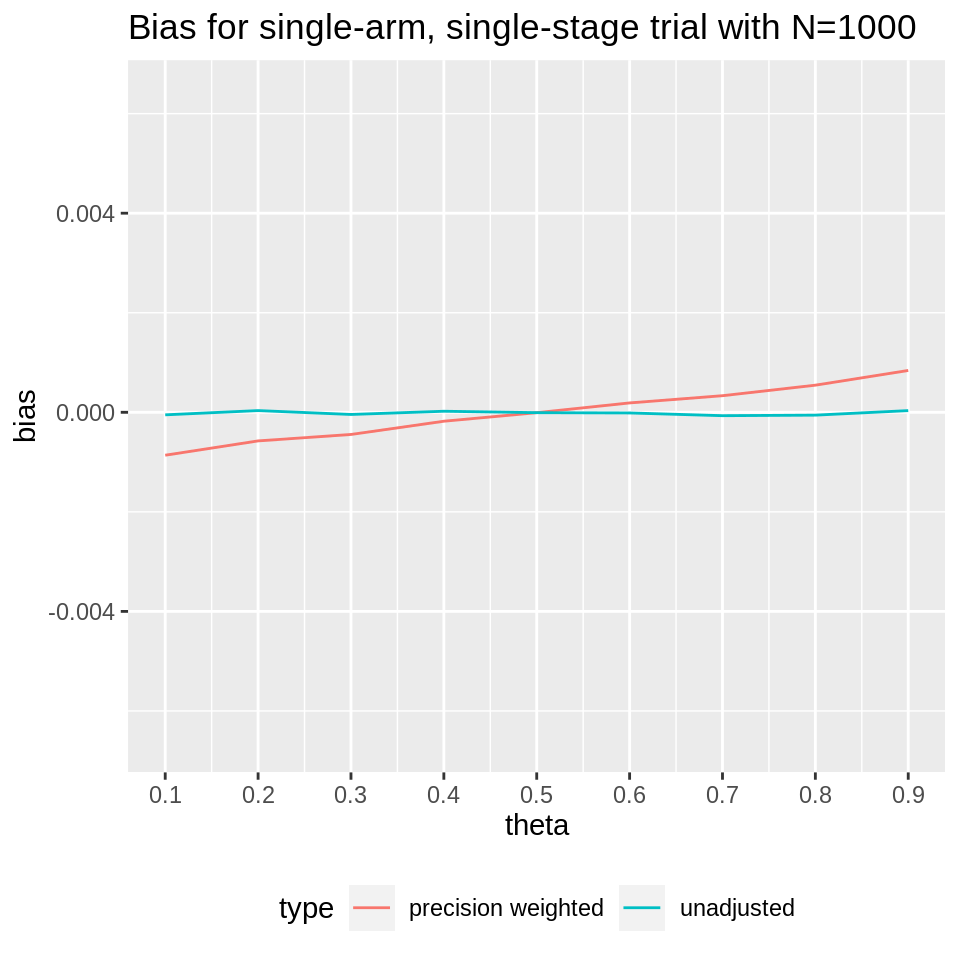 Bias for single-arm, single-stage trial with N=1000
0.004
0.000
-0.004
bias
0.1 0.2 0.3 0.4 0.5 0.6 0.7 0.8 0.9
theta
type precision weighted unadjusted